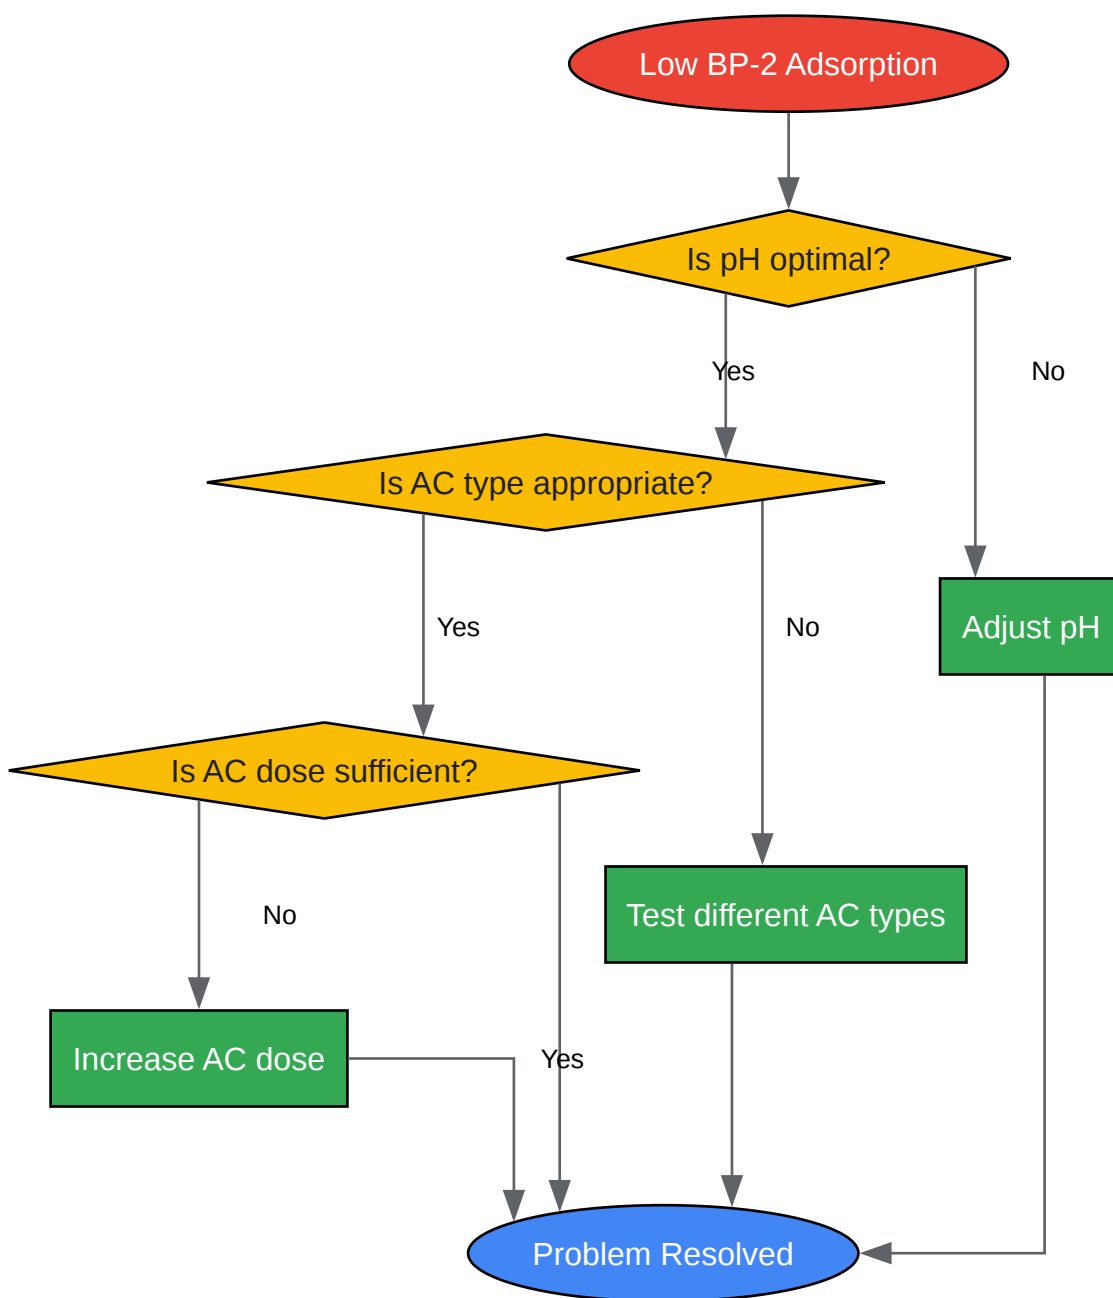 Low BP-2 Adsorption
Is pH optimal?
Yes
No
Is AC type appropriate?
Yes
No
Adjust pH
Is AC dose sufficient?
No
Test different AC types
Increase AC dose
Yes
Problem Resolved